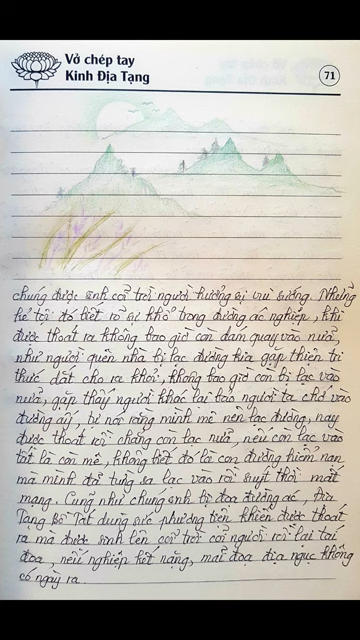 Vở chép tay
Kinh Địa Tạng
71
chúng được sinh cõi trời người hưởng sự vui sướng. Những
kẻ tội đó biết rõ sự khổ trong đường ác nghiệp, khi
được thoát ra không bao giờ còn dám quay vào nữa,
như người quên nhà bị lạc đường kia gặp thiện tri
thức dắt cho ra khỏi, không bao giờ còn bị lạc vào
nữa, gặp thấy người khác lại bảo người ta chớ vào
đường ấy, bị nói rằng mình mê nên lạc đường, nay
được thoát rồi chẳng còn lạc nữa, nếu còn lạc vào
tất là còn mê, không biết đó là con đường hiểm nạn
mà mình đã từng sa lạc vào rồi suýt thời mất
mạng. Cũng như chúng sinh bị đọa đường ác, Địa
Tạng Bồ Tát dùng sức phương tiện khiến được thoát
ra mà được sinh lên cõi trời cõi người rồi lại tái
đọa, nếu nghiệp kết nặng, mãi đọa địa ngục không
có ngày ra.